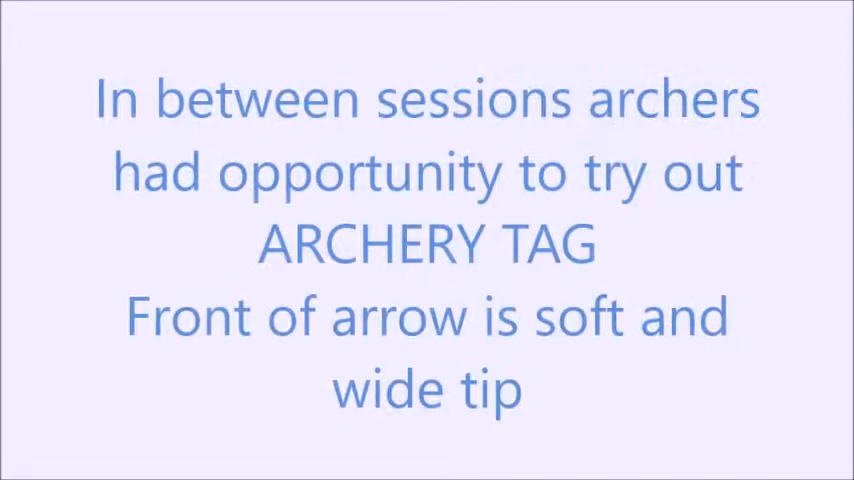 In between sessions archers
had opportunity to try out
ARCHERY TAG
Front of arrow is soft and
wide tip